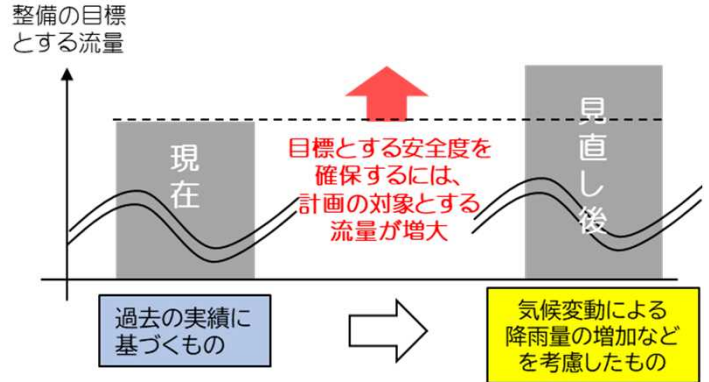 整備の目標
とする流量
現在
目標とする安全度を
確保するには、
計画の対象とする
流量が増大
見直し後
過去の実績に
基づくもの
気候変動による
降雨量の増加など
を考慮したもの